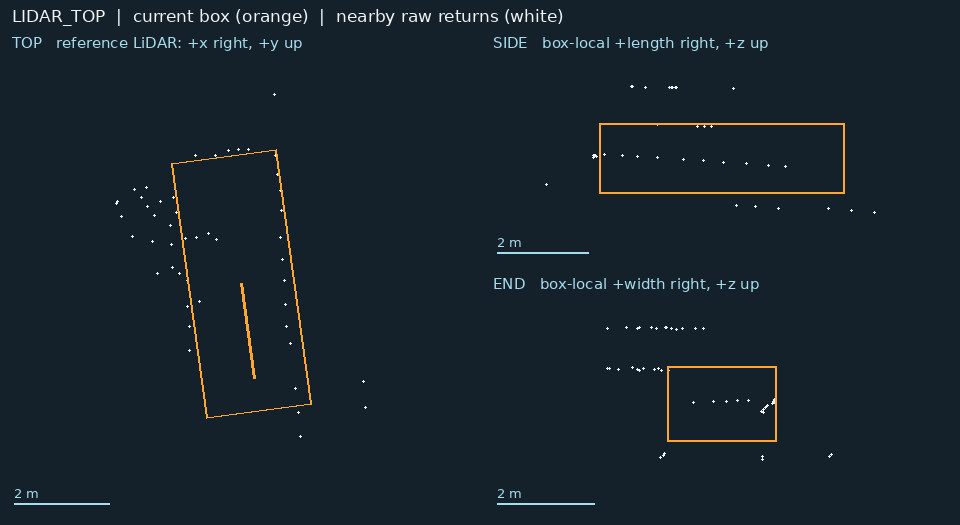 LIDAR_TOP | current box (orange) | nearby raw returns (white)
TOP reference LiDAR: +x right, +y up
SIDE box-local +length right, +z up
2 m
END box-local +width right, +z up
2 m
2 m